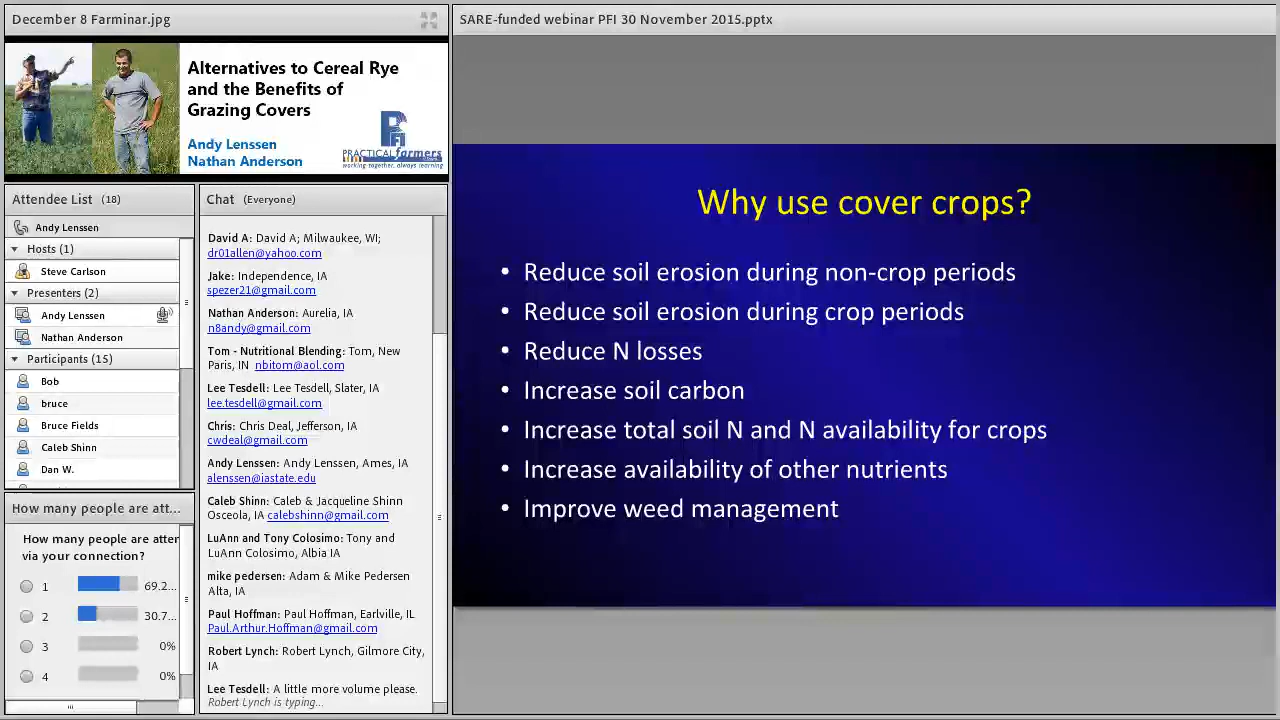 December 8 Farminar.jpg
Alternatives to Cereal Rye
and the Benefits of
Grazing Covers
Andy Lenssen
Nathan Anderson
PRACTICAL farmers
working together, always learning
Attendee List (18)
Andy Lenssen
Hosts (1)
Steve Carlson
Presenters (2)
Andy Lenssen
Nathan Anderson
Participants (15)
Bob
bruce
Bruce Fields
Caleb Shinn
Dan W.
How many people are att...
How many people are atter
via your connection?
1 69.2...
2 30.7...
3 0%
4 0%
Chat (Everyone)
David A: David A; Milwaukee, WI;
dr01allen@yahoo.com
Jake: Independence, IA
spezer21@gmail.com
Nathan Anderson: Aurelia, IA
n8andy@gmail.com
Tom - Nutritional Blending: Tom, New
Paris, IN nbitom@aol.com
Lee Tesdell: Lee Tesdell, Slater, IA
lee.tesdell@gmail.com
Chris: Chris Deal, Jefferson, IA
cwdeal@gmail.com
Andy Lenssen: Andy Lenssen, Ames, IA
alenssen@iastate.edu
Caleb Shinn: Caleb & Jacqueline Shinn
Osceola, IA calebshinn@gmail.com
LuAnn and Tony Colosimo: Tony and
LuAnn Colosimo, Albia IA
mike pedersen: Adam & Mike Pedersen
Alta, IA
Paul Hoffman: Paul Hoffman, Earlville, IL
Paul.Arthur.Hoffman@gmail.com
Robert Lynch: Robert Lynch, Gilmore City,
IA
Lee Tesdell: A little more volume please.
Robert Lynch is typing...
SARE-funded webinar PFI 30 November 2015.pptx
Why use cover crops?
• Reduce soil erosion during non-crop periods
• Reduce soil erosion during crop periods
• Reduce N losses
• Increase soil carbon
• Increase total soil N and N availability for crops
• Increase availability of other nutrients
• Improve weed management